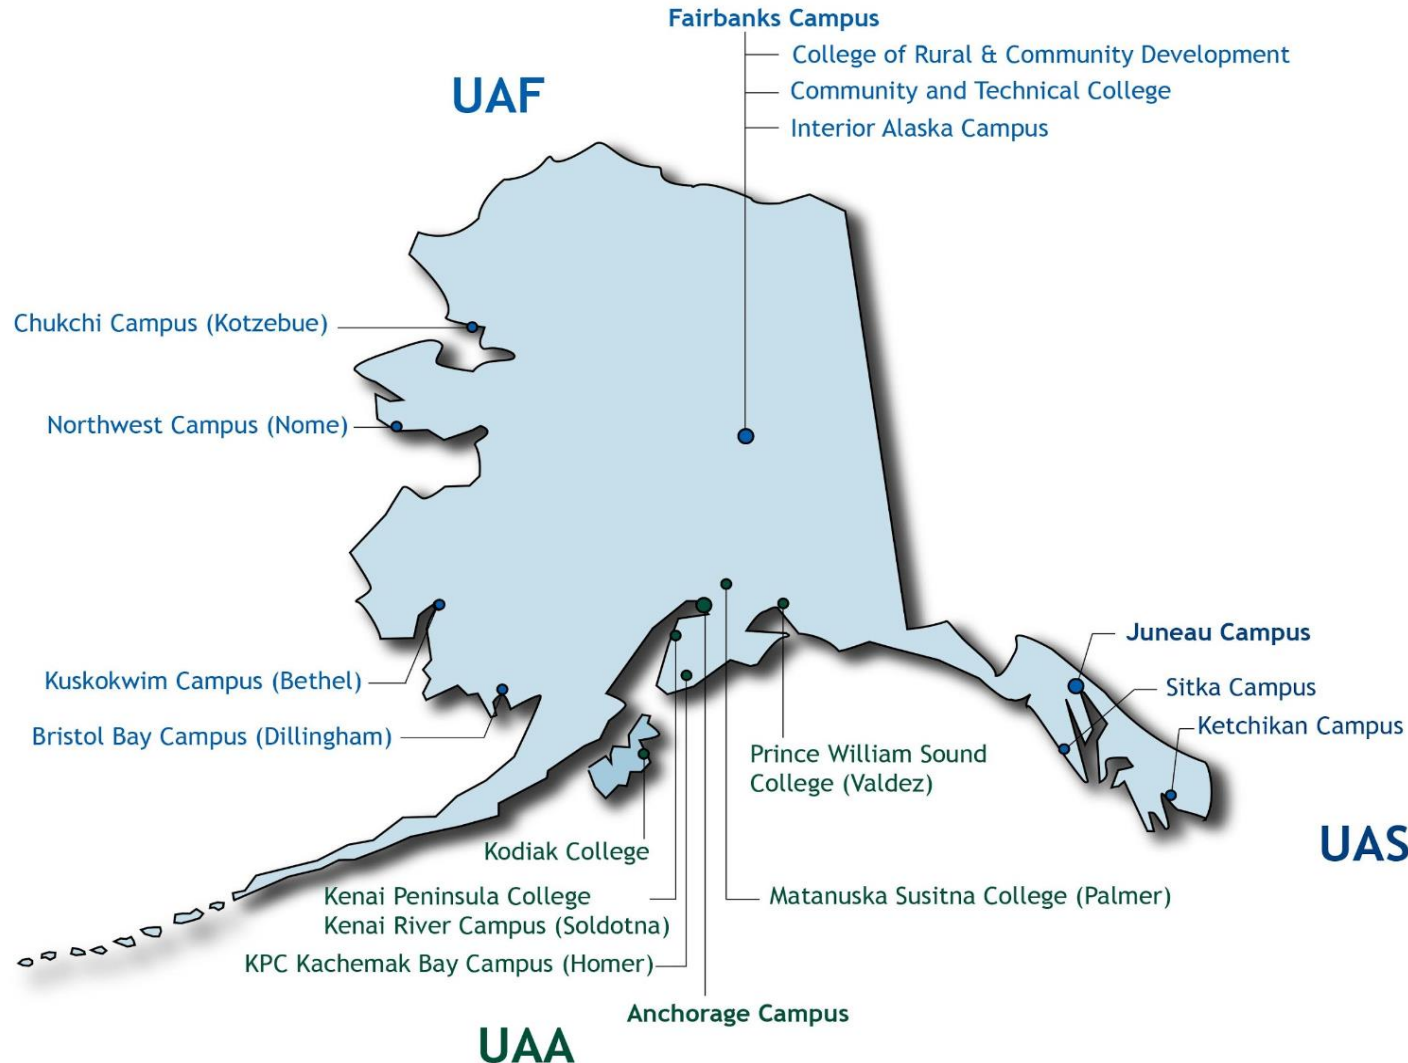 Fairbanks Campus
College of Rural & Community Development
Community and Technical College
Interior Alaska Campus
UAF
Chukchi Campus (Kotzebue)
Northwest Campus (Nome)
Kuskokwim Campus (Bethel)
Bristol Bay Campus (Dillingham)
Juneau Campus
Sitka Campus
Ketchikan Campus
UAS
Prince William Sound
College (Valdez)
Kodiak College
Kenai Peninsula College
Kenai River Campus (Soldotna)
Matanuska Susitna College (Palmer)
KPC Kachemak Bay Campus (Homer)
Anchorage Campus
UAA